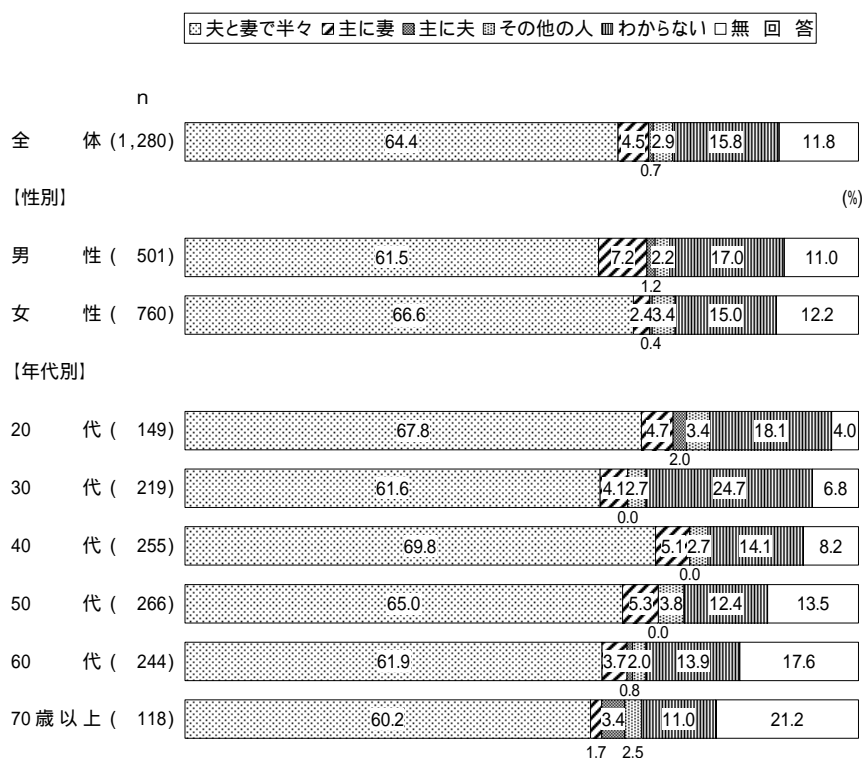 夫と妻で半々 主に妻 主に夫 その他の人 わからない 無 回 答
n
全 体 (1,280) 64.4 4.5 2.9 15.8 11.8
0.7
【性別】 (%)
男 性 ( 501) 61.5 7.2 2.2 17.0 11.0
1.2
女 性 ( 760) 66.6 2.4 3.4 15.0 12.2
0.4
【年代別】
20 代 ( 149) 67.8 4.7 3.4 18.1 4.0
2.0
30 代 ( 219) 61.6 4.1 2.7 24.7 6.8
0.0
40 代 ( 255) 69.8 5.1 2.7 14.1 8.2
0.0
50 代 ( 266) 65.0 5.3 3.8 12.4 13.5
0.0
60 代 ( 244) 61.9 3.7 2.0 13.9 17.6
0.8
70歳以上 ( 118) 60.2 3.4 11.0 21.2
1.7 2.5